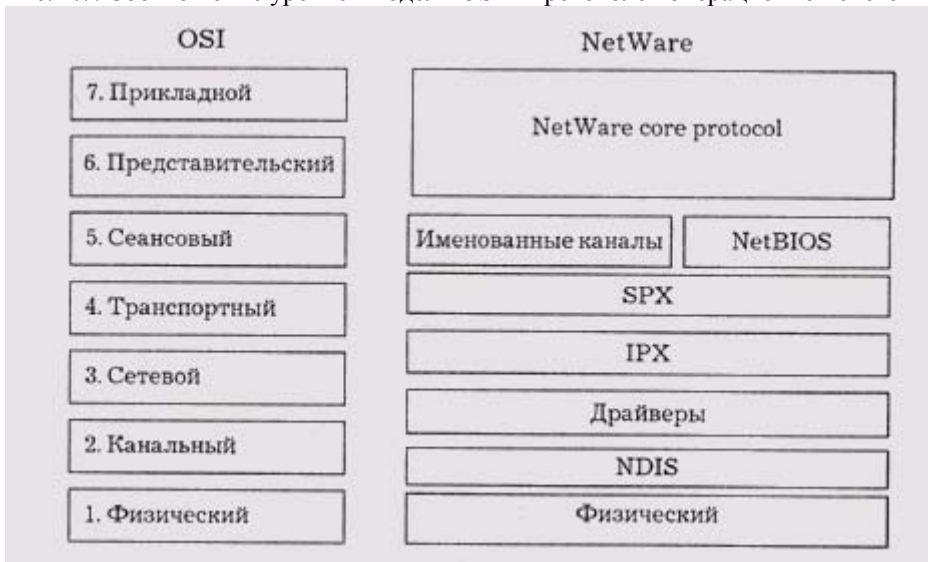 OSI
7. Прикладной
6. Представительский
5. Сеансовый
4. Транспортный
3. Сетевой
2. Канальный
1. Физический
NetWare
NetWare core protocol
Именованные каналы
NetBIOS
SPX
IPX
Драйверы
NDIS
Физический